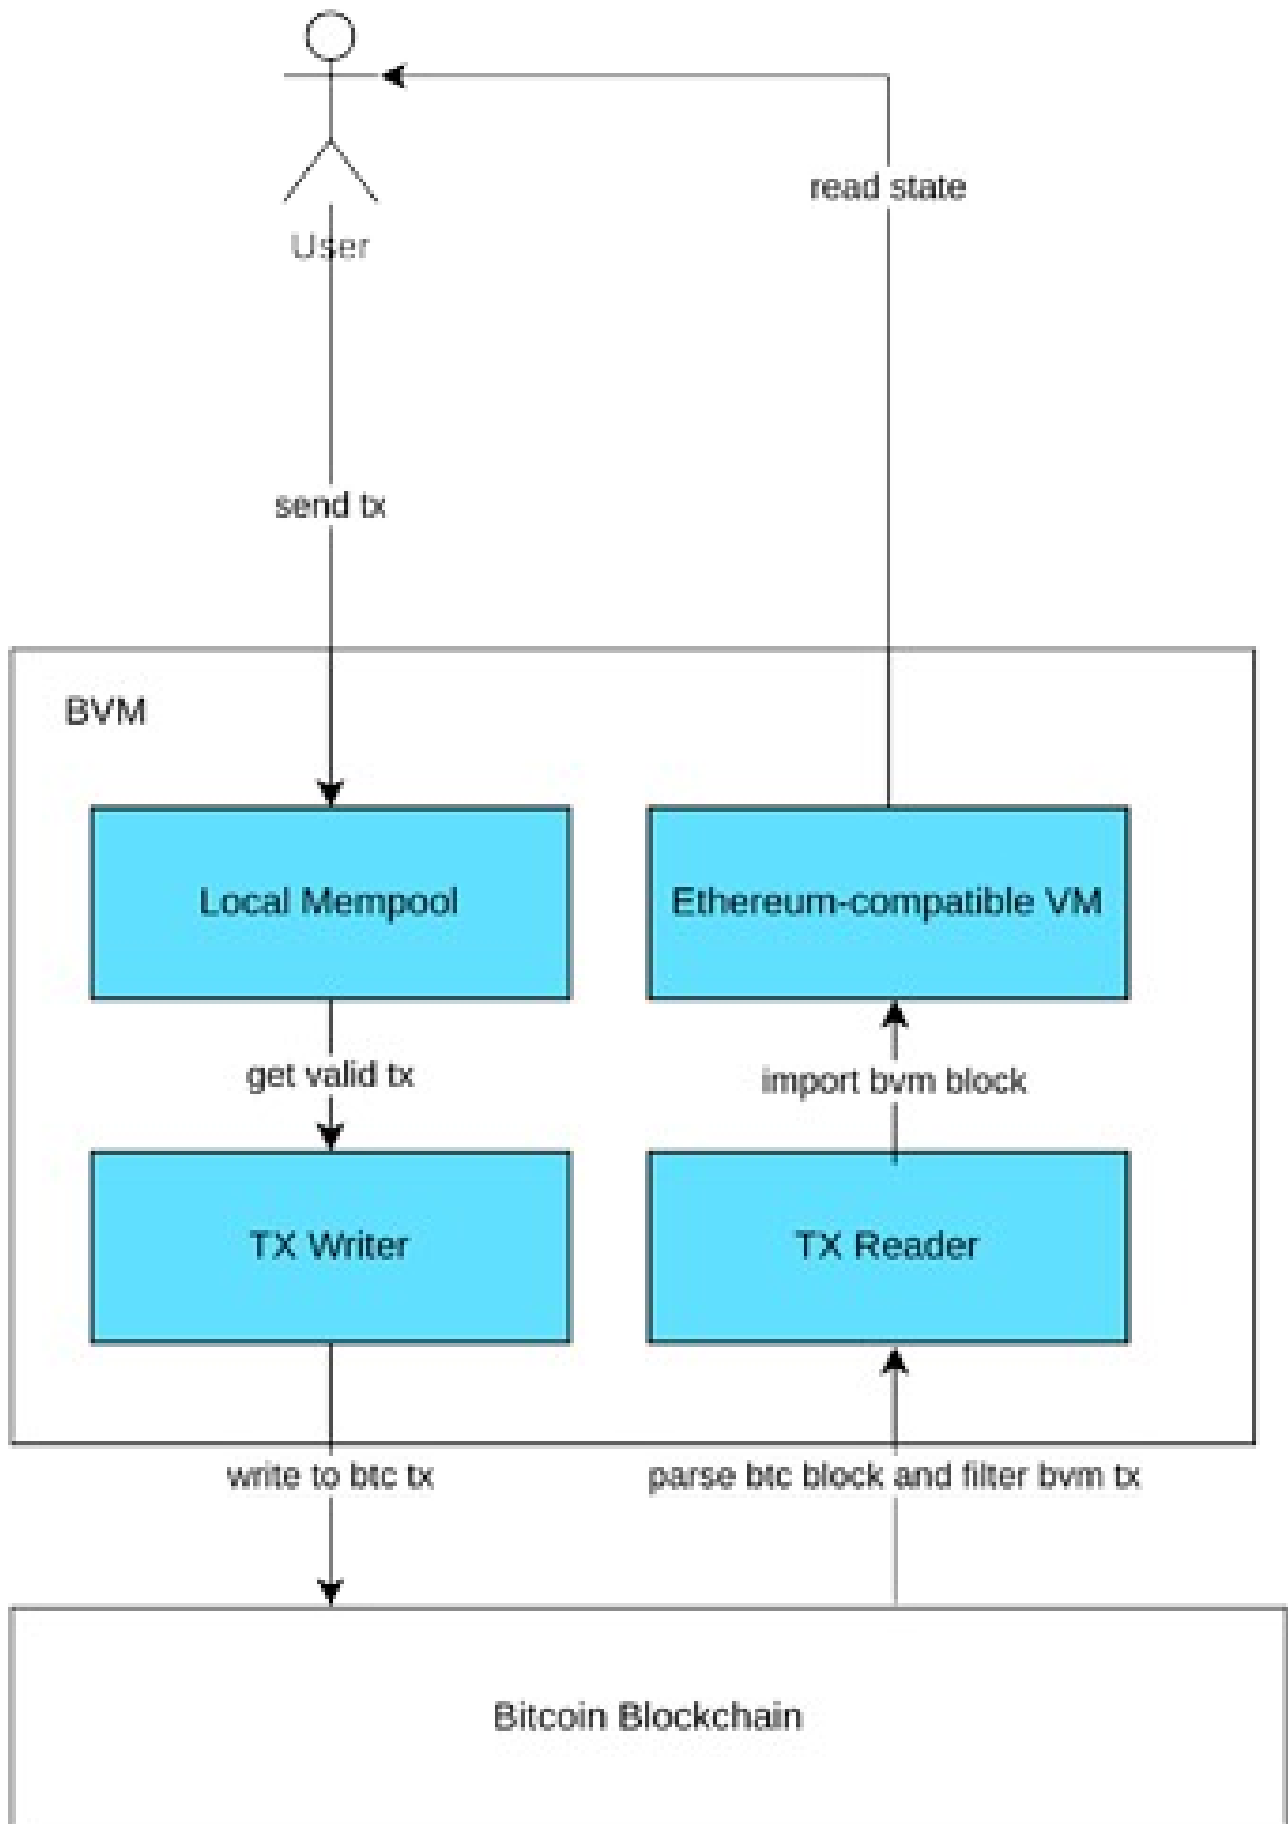 read state
User
send tx
BVM
Local Mempool
Ethereum-compatible VM
get valid tx
import bvm block
TX Writer
TX Reader
write to btc tx
parse btc block and filter bvm tx
Bitcoin Blockchain